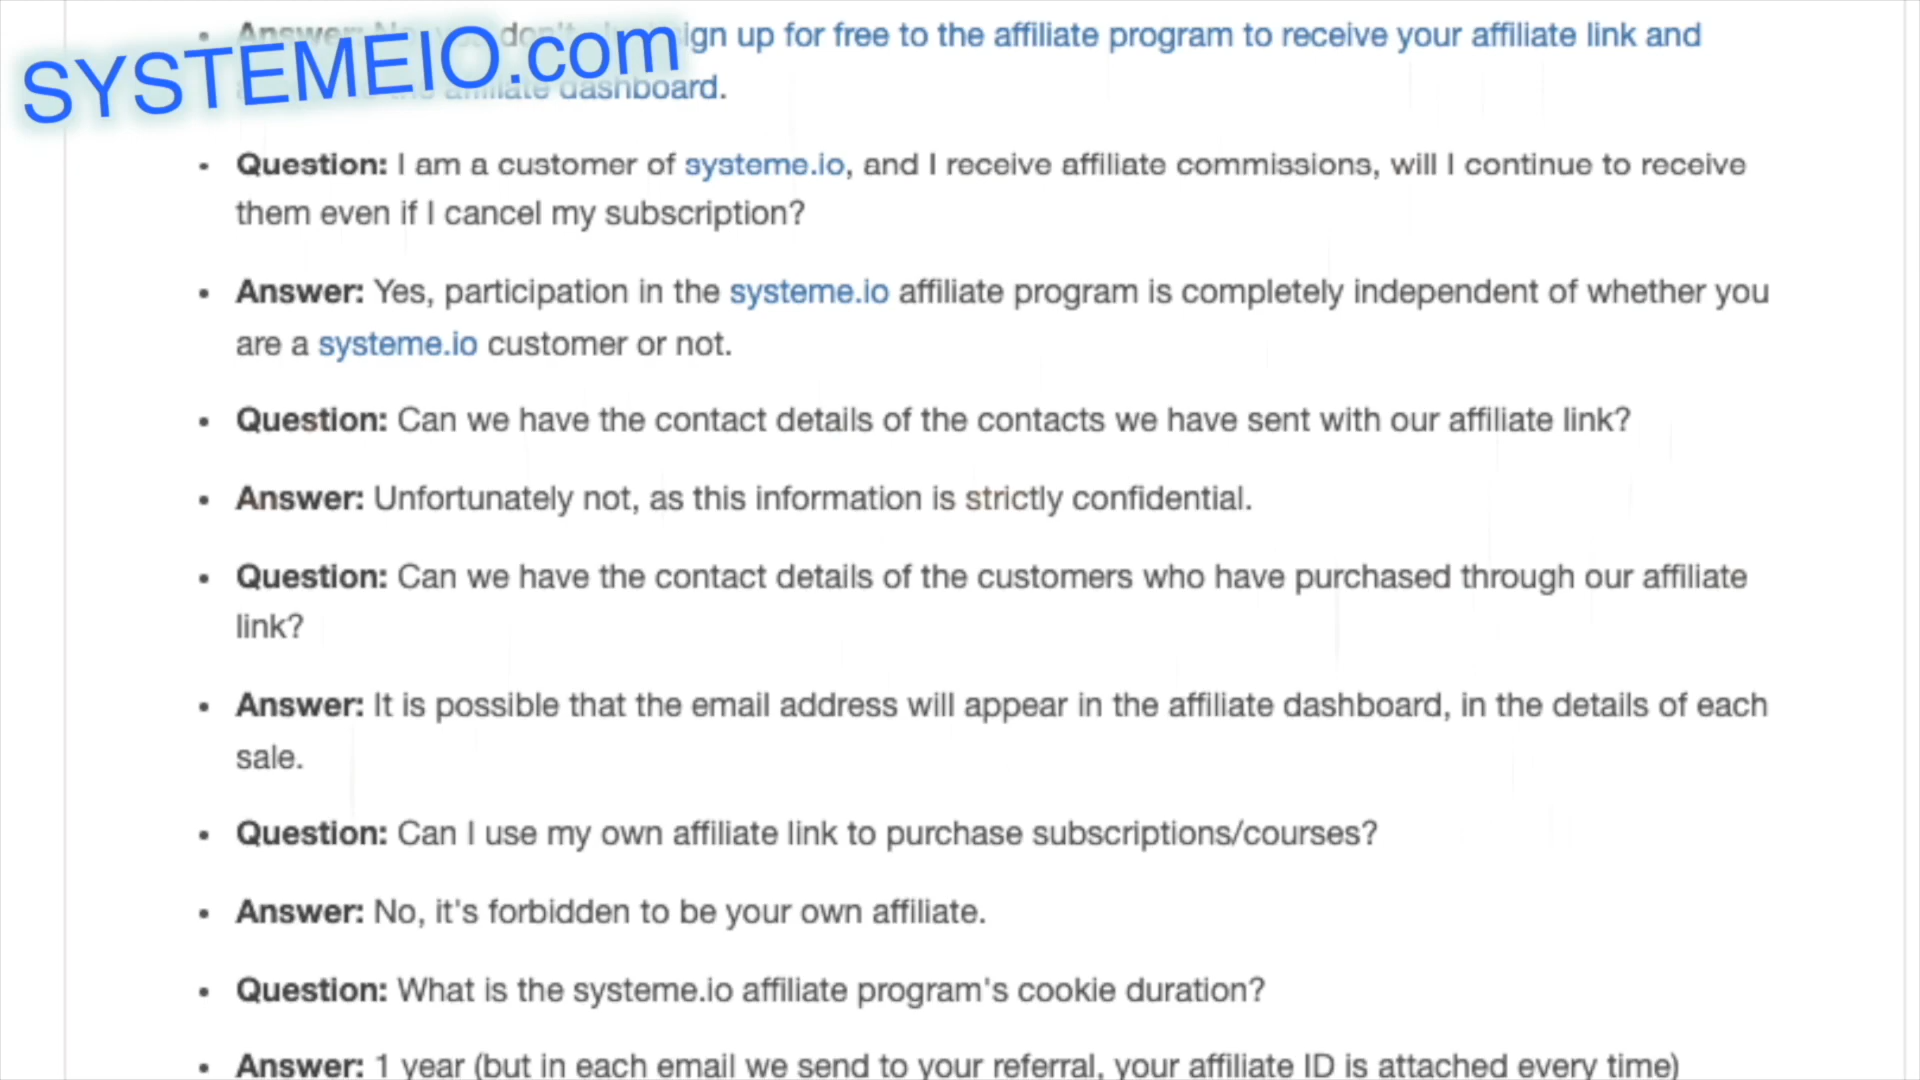 SYSTEMEIO.com
Answer: don't sign up for free to the affiliate program to receive your affiliate link and
affiliate dashboard.
• Question: I am a customer of systeme.io, and I receive affiliate commissions, will I continue to receive
them even if I cancel my subscription?
• Answer: Yes, participation in the systeme.io affiliate program is completely independent of whether you
are a systeme.io customer or not.
• Question: Can we have the contact details of the contacts we have sent with our affiliate link?
• Answer: Unfortunately not, as this information is strictly confidential.
• Question: Can we have the contact details of the customers who have purchased through our affiliate
link?
• Answer: It is possible that the email address will appear in the affiliate dashboard, in the details of each
sale.
• Question: Can I use my own affiliate link to purchase subscriptions/courses?
• Answer: No, it's forbidden to be your own affiliate.
• Question: What is the systeme.io affiliate program's cookie duration?
• Answer: 1 year (but in each email we send to your referral, your affiliate ID is attached every time)